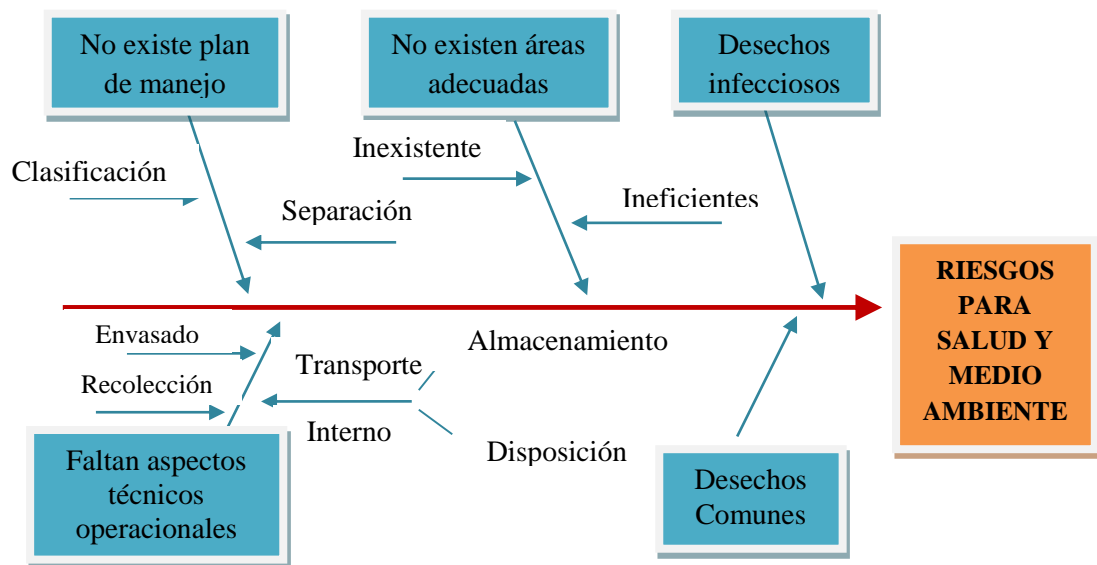 No existe plan
de manejo
No existen áreas
adecuadas
Desechos
infecciosos
Clasificación
Separación
Inexistente
Ineficientes
RIESGOS
PARA
SALUD Y
MEDIO
AMBIENTE
Envasado
Recolección
Transporte
Interno
Almacenamiento
Disposición
Faltan aspectos
técnicos
operacionales
Desechos
Comunes